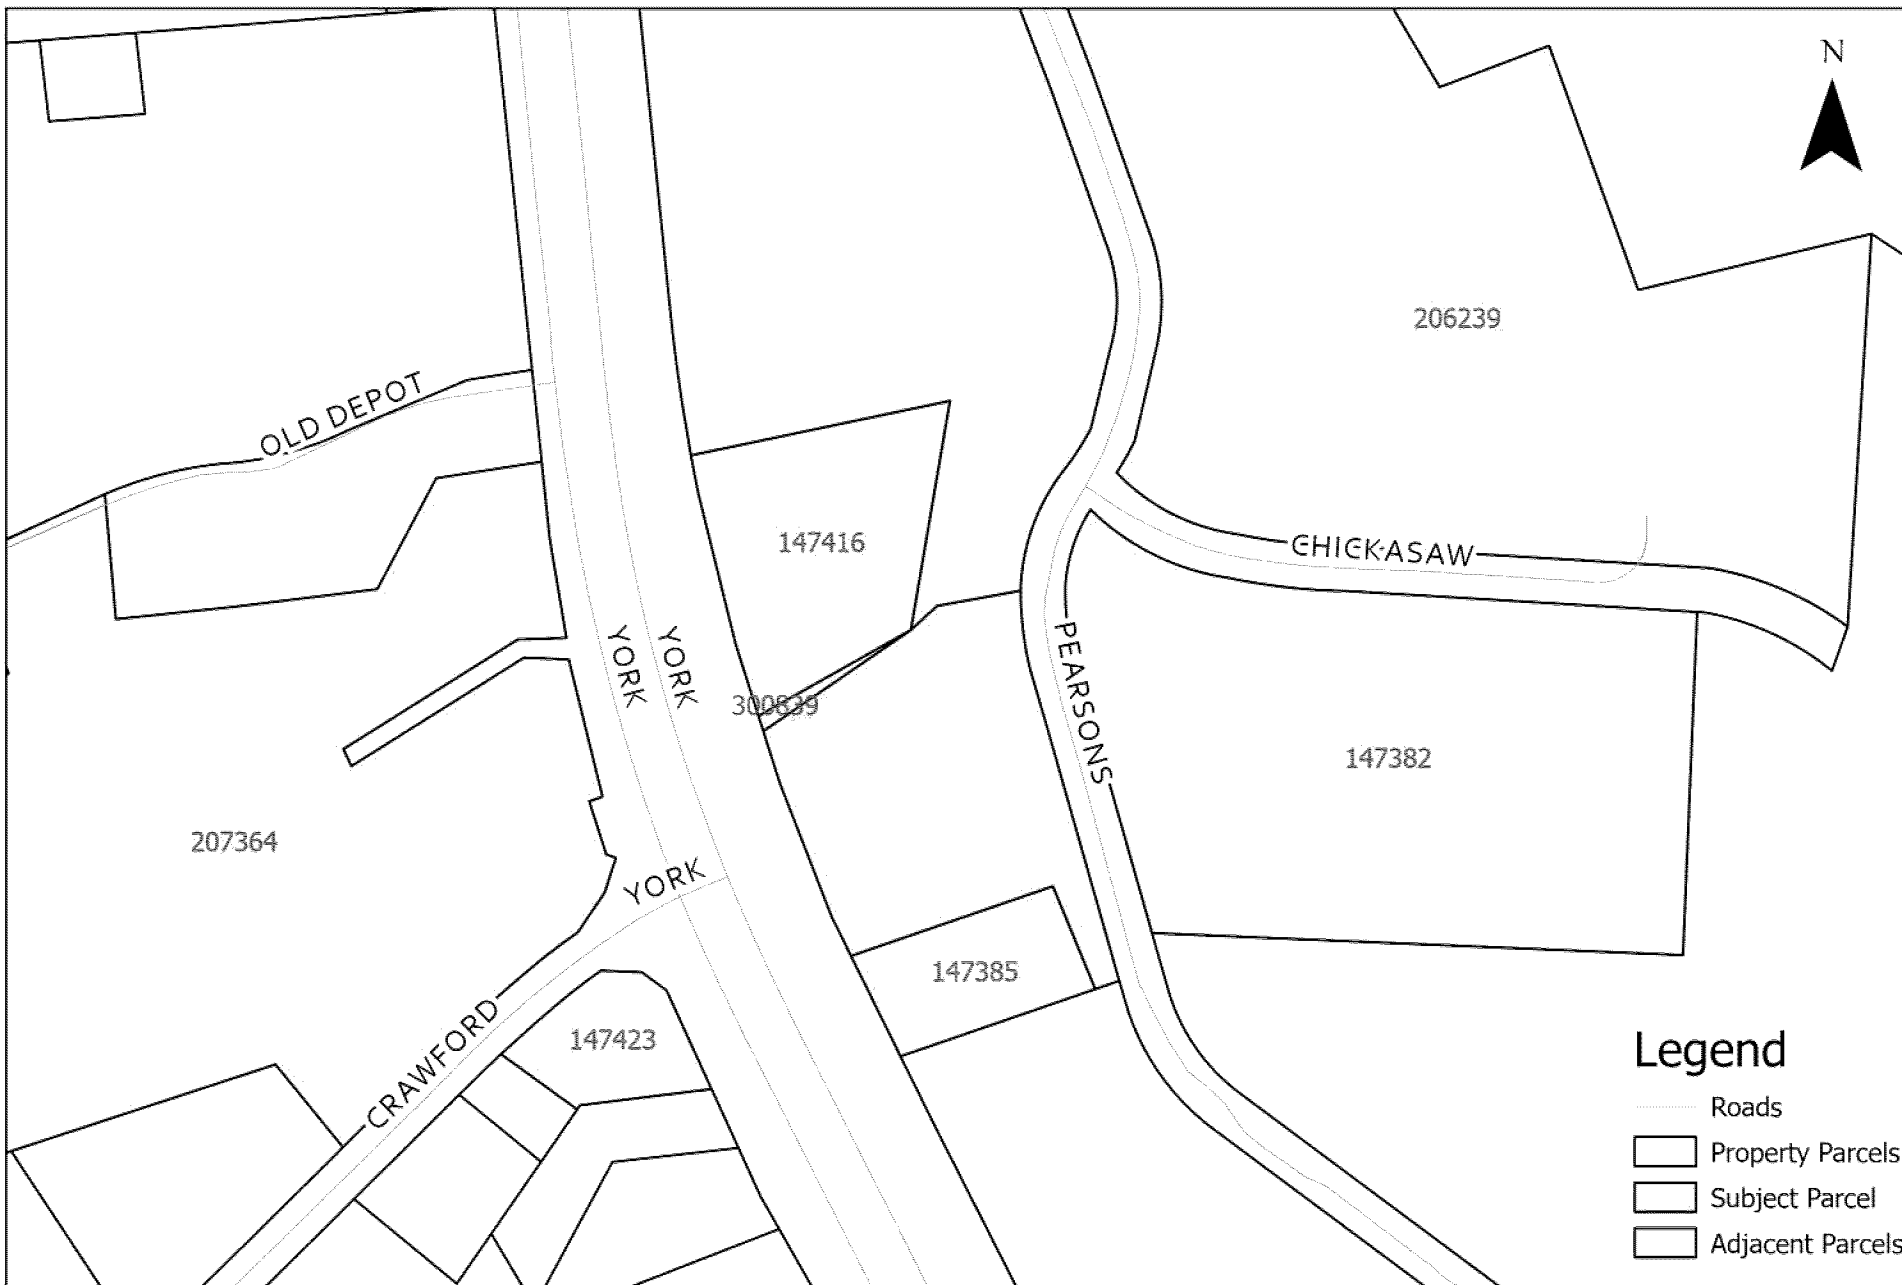 N
206239
OLD DEPOT
147416
CHICKASAW
YORK
YORK
PEARSONS
300839
147382
207364
YORK
147385
CRAWFORD
147423
Legend
Roads
Property Parcels
Subject Parcel
Adjacent Parcels